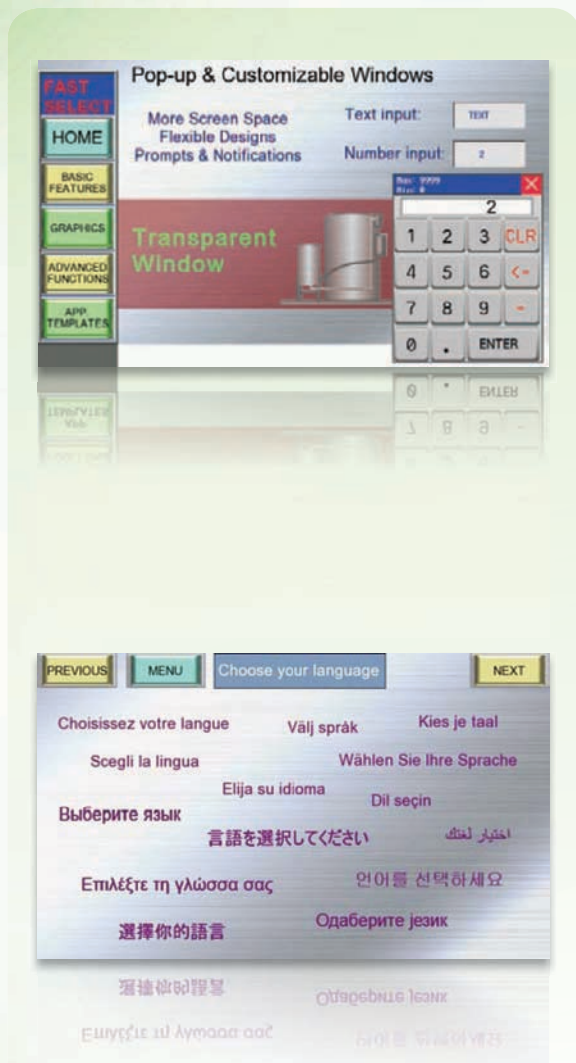 Pop-up & Customizable Windows
FAST
SELECT
HOME
BASIC
FEATURES
GRAPHICS
ADVANCED
FUNCTIONS
APP.
TEMPLATES
More Screen Space
Flexible Designs
Prompts & Notifications
Text input: TEXT
Number input: 2
Transparent
Window
Max: 9999
Min: 0
2
1 2 3 CLR
4 5 6 <-
7 8 9 -
0 . ENTER
PREVIOUS MENU Choose your language NEXT
Choisissez votre langue
Välj språk
Kies je taal
Scegli la lingua
Wählen Sie Ihre Sprache
Elija su idioma
Dil seçin
Выберите язык
言語を選択してください
اختيار لغتك
Επιλέξτε τη γλώσσα σας
언어를 선택하세요
選擇你的語言
Одаберите језик